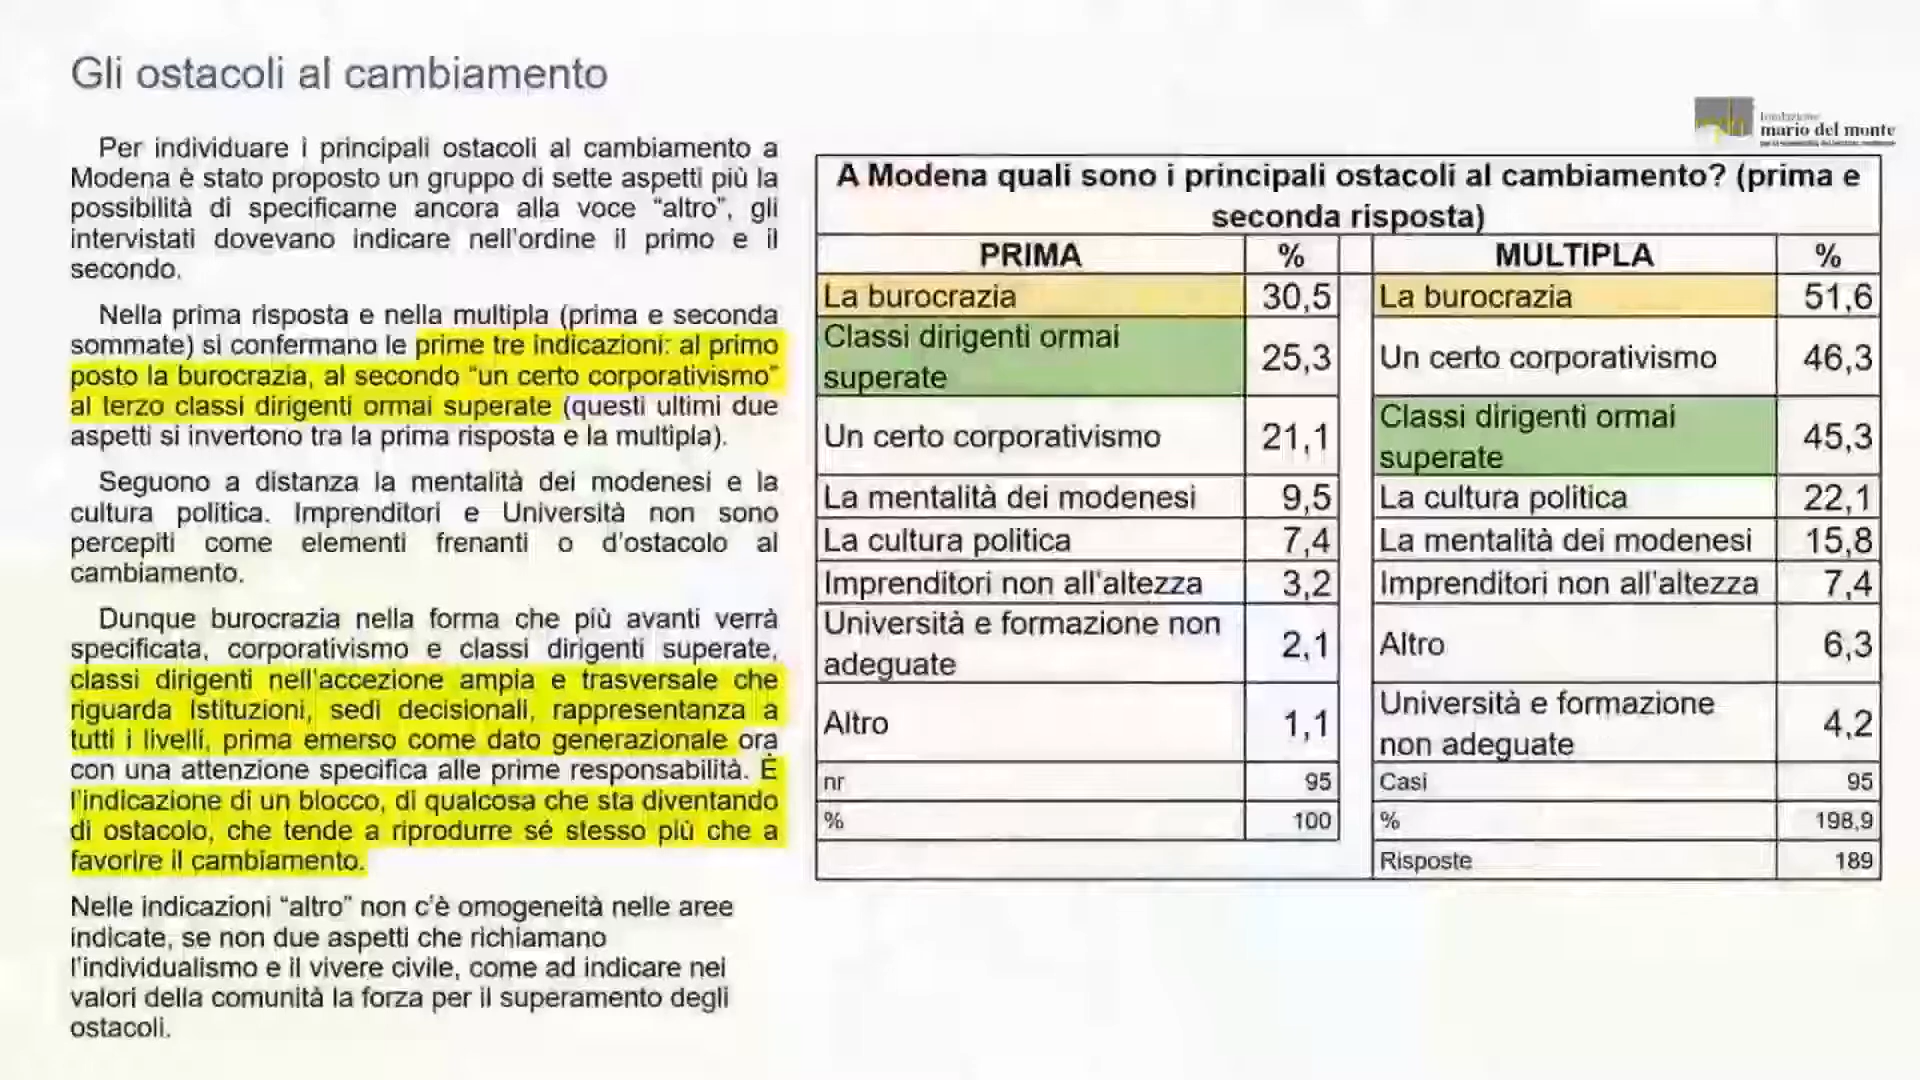 Gli ostacoli al cambiamento
Per individuare i principali ostacoli al cambiamento a
Modena è stato proposto un gruppo di sette aspetti più la
possibilità di specificarne ancora alla voce “altro”, gli
intervistati dovevano indicare nell'ordine il primo e il
secondo.
Nella prima risposta e nella multipla (prima e seconda
sommate) si confermano le prime tre indicazioni: al primo
posto la burocrazia, al secondo “un certo corporativismo”
al terzo classi dirigenti ormai superate (questi ultimi due
aspetti si invertono tra la prima risposta e la multipla).
Seguono a distanza la mentalità dei modenesi e la
cultura politica. Imprenditori e Università non sono
percepiti come elementi frenanti o d'ostacolo al
cambiamento.
Dunque burocrazia nella forma che più avanti verrà
specificata, corporativismo e classi dirigenti superate,
classi dirigenti nell'accezione ampia e trasversale che
riguarda Istituzioni, sedi decisionali, rappresentanza a
tutti i livelli, prima emerso come dato generazionale ora
con una attenzione specifica alle prime responsabilità. È
l'indicazione di un blocco, di qualcosa che sta diventando
di ostacolo, che tende a riprodurre sé stesso più che a
favorire il cambiamento.
Nelle indicazioni “altro” non c'è omogeneità nelle aree
indicate, se non due aspetti che richiamano
l'individualismo e il vivere civile, come ad indicare nei
valori della comunità la forza per il superamento degli
ostacoli.
fondazione
mario del monte
A Modena quali sono i principali ostacoli al cambiamento? (prima e
seconda risposta)
PRIMA % MULTIPLA %
La burocrazia 30,5 La burocrazia 51,6
Classi dirigenti ormai
superate 25,3 Un certo corporativismo 46,3
Un certo corporativismo 21,1 Classi dirigenti ormai
superate 45,3
La mentalità dei modenesi 9,5 La cultura politica 22,1
La cultura politica 7,4 La mentalità dei modenesi 15,8
Imprenditori non all'altezza 3,2 Imprenditori non all'altezza 7,4
Università e formazione non
adeguate 2,1 Altro 6,3
Altro 1,1 Università e formazione
non adeguate 4,2
nr 95 Casi 95
% 100 % 198,9
Risposte 189